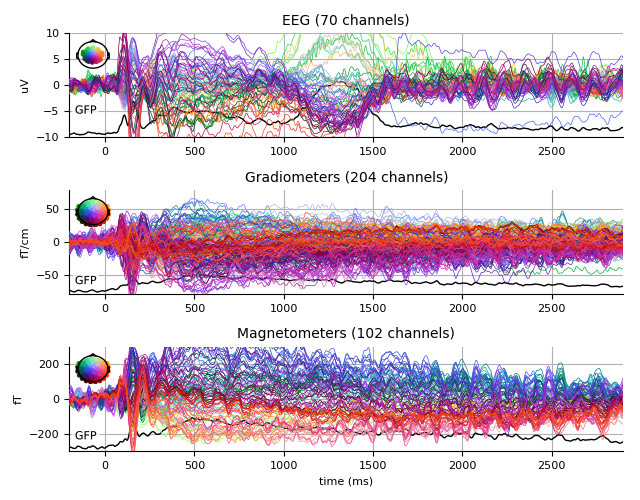 EEG (70 channels)
10
5
0
−5
−10
uV
GFP
0 500 1000 1500 2000 2500
Gradiometers (204 channels)
50
0
−50
fT/cm
GFP
0 500 1000 1500 2000 2500
Magnetometers (102 channels)
200
0
−200
fT
GFP
0 500 1000 1500 2000 2500
time (ms)